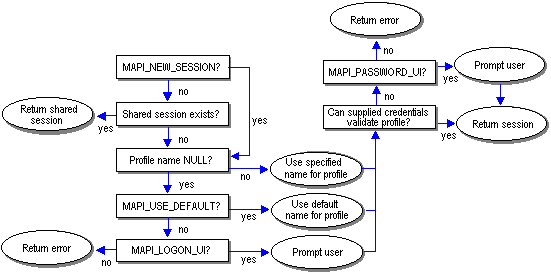 Return error
MAPI_NEW_SESSION?
no
MAPI_PASSWORD_UI?
Prompt user
yes
no
no
Return shared
session
Shared session exists?
yes
yes
Can supplied credentials
validate profile?
Return session
yes
no
Profile name NULL?
no
Use specified
name for profile
yes
MAPI_USE_DEFAULT?
yes
Use default
name for profile
no
Return error
no
MAPI_LOGON_UI?
yes
Prompt user